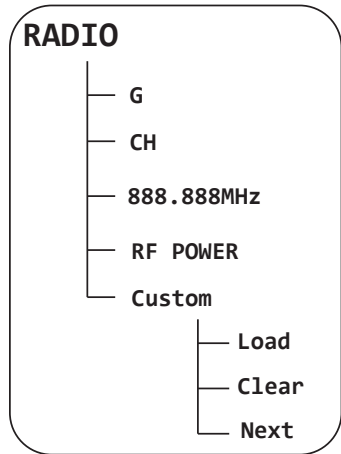 RADIO
G
CH
888.888MHz
RF POWER
Custom
Load
Clear
Next